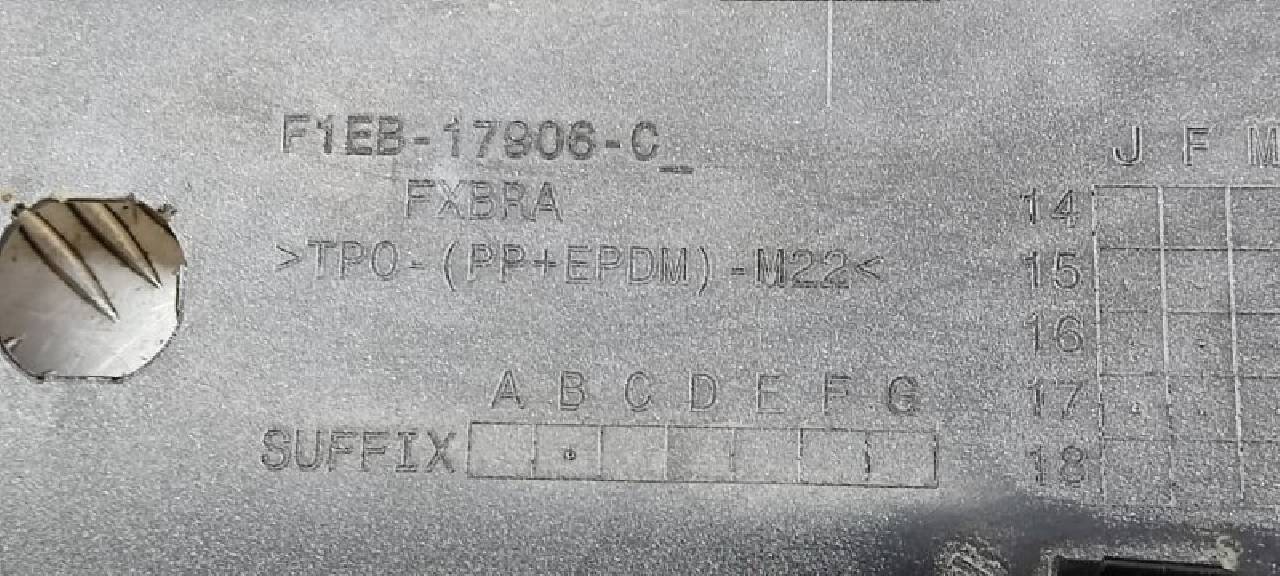 F1EB-17906-C_
FXBRA
>TPO-(PP+EPDM)-M22<
A B C D E F G
SUFFIX
J F M
14
15
16
17
18